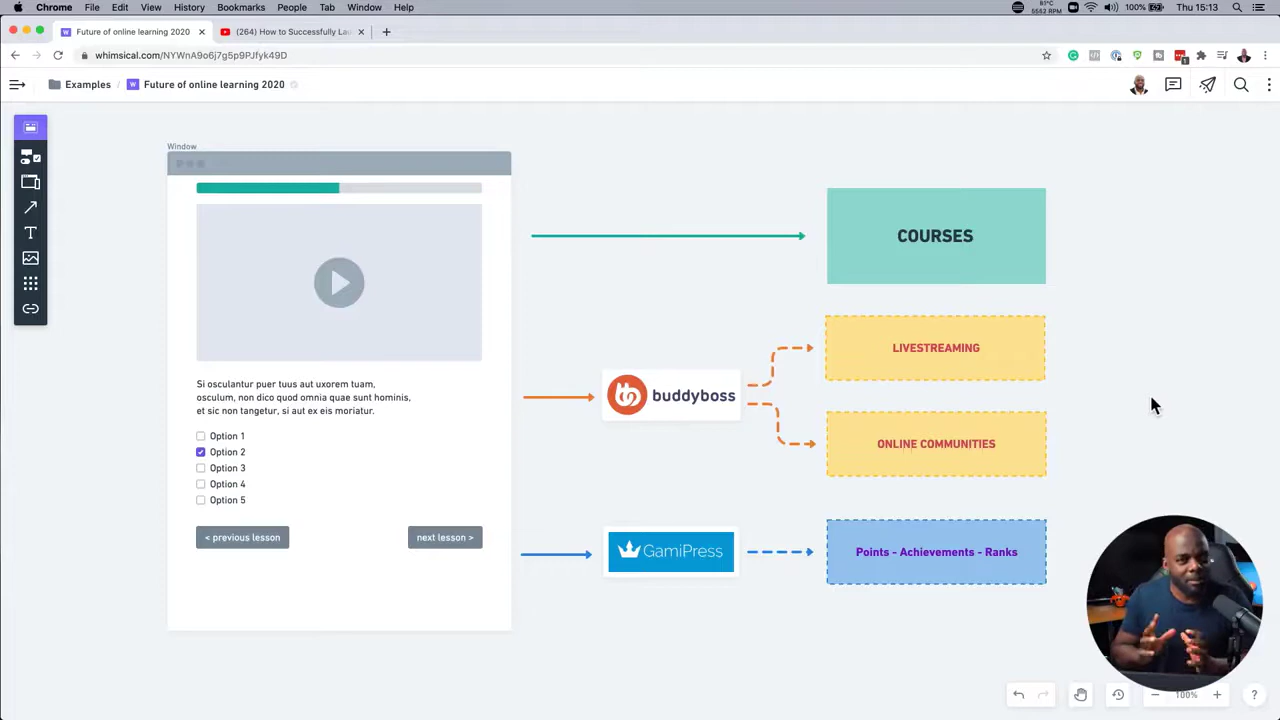 Chrome File Edit View History Bookmarks People Tab Window Help
100% Thu 15:13
5552 RPM
Future of online learning 2020
(264) How to Successfully La
whimsical.com/NYWnA9o6j7g5p9PJfyk49D
Examples / Future of online learning 2020
Window
COURSES
LIVESTREAMING
Si osculantur puer tuus aut uxorem tuam,
osculum, non dico quod omnia quae sunt hominis,
et sic non tangetur, si aut ex eis moriatur.
buddyboss
Option 1
Option 2
Option 3
Option 4
Option 5
ONLINE COMMUNITIES
< previous lesson
next lesson >
GamiPress
Points - Achievements - Ranks
100%